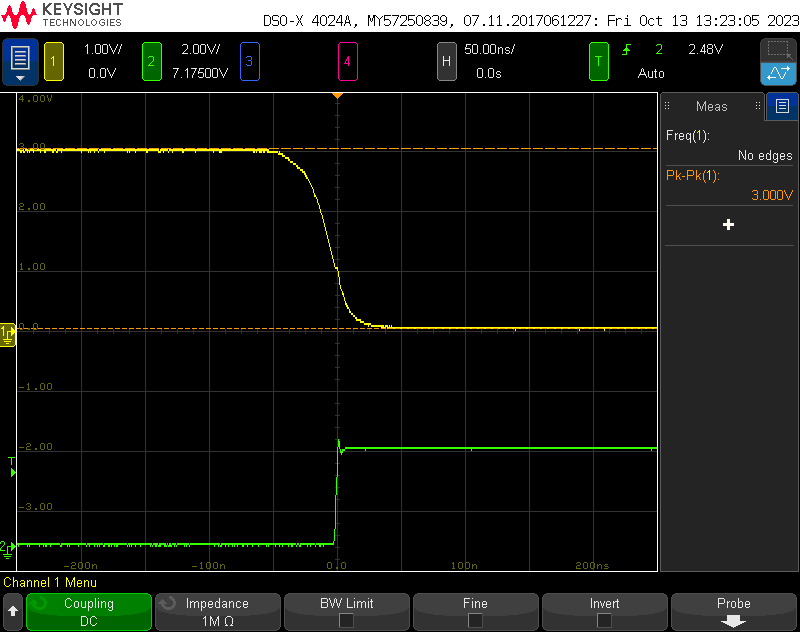 KEYSIGHT
TECHNOLOGIES
DSO-X 4024A, MY57250839, 07.11.2017061227: Fri Oct 13 13:23:05 2023
1 1.00V/ 2 2.00V/ 3 4 H 50.00ns/ T 2 2.48V
0.0V 7.17500V 0.0s Auto
4.00V
3.00
2.00
1.00
0.0
-1.00
-2.00
-3.00
1
T
2
-200n -100n 0.0 100n 200ns
Meas
Freq(1):
No edges
Pk-Pk(1):
3.000V
+
Channel 1 Menu
Coupling
DC
Impedance
1M Ω
BW Limit
Fine
Invert
Probe